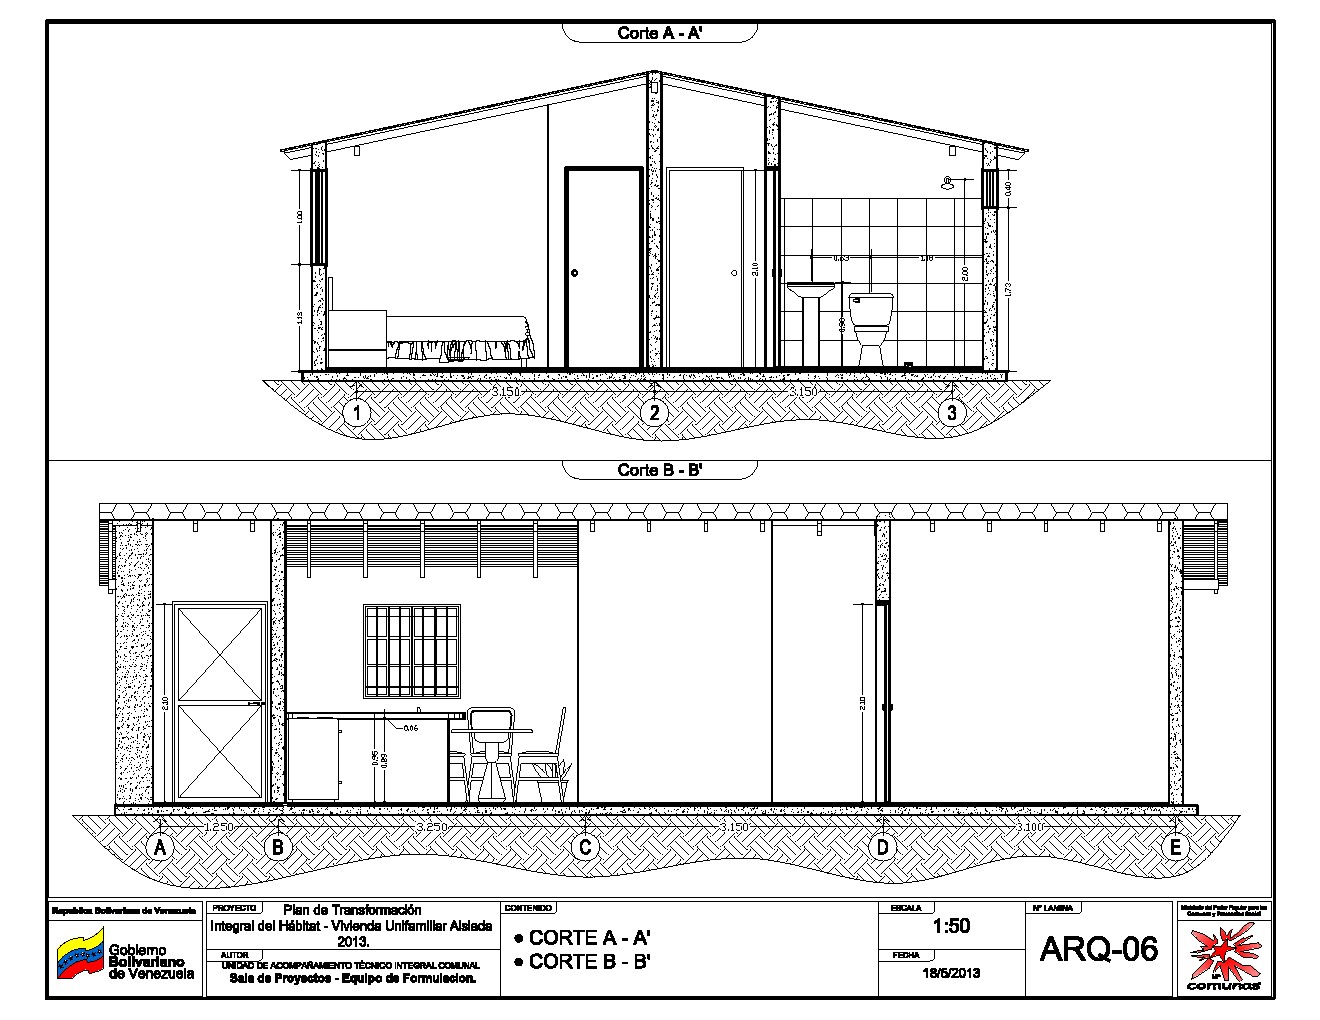 Corte A - A'
1.00
1.13
2.10
0.53
1.18
0.90
2.00
0.40
1.73
3.150
3.150
1
2
3
Corte B - B'
2.10
0.06
0.95
0.89
2.10
1.250
3.250
3.150
3.100
A
B
C
D
E
Republica Bolivariana de Venezuela
Gobierno
Bolivariano
de Venezuela
PROYECTO
Plan de Transformación
Integral del Hábitat - Vivienda Unifamiliar Aislada
2013.
AUTOR
UNIDAD DE ACOMPAÑAMIENTO TÉCNICO INTEGRAL COMUNAL
Sala de Proyectos - Equipo de Formulacion.
CONTENIDO
• CORTE A - A'
• CORTE B - B'
ESCALA
1:50
FECHA
18/6/2013
Nº LAMINA
ARQ-06
Ministerio del Poder Popular para las
Comunas y Protección Social
comunas